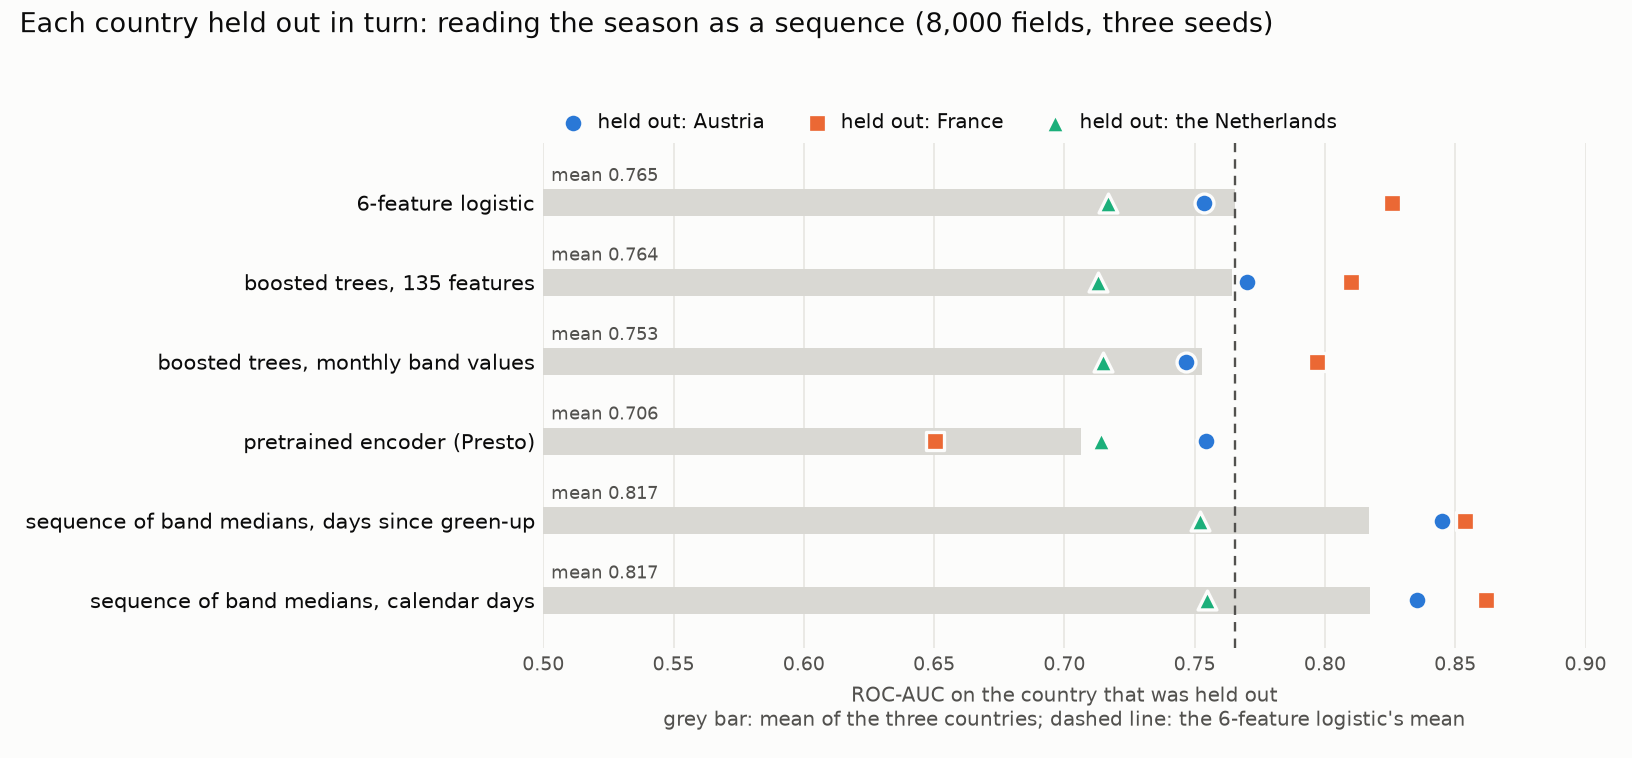 Each country held out in turn: reading the season as a sequence (8,000 fields, three seeds)
held out: Austria
held out: France
held out: the Netherlands
mean 0.765
6-feature logistic
mean 0.764
boosted trees, 135 features
mean 0.753
boosted trees, monthly band values
mean 0.706
pretrained encoder (Presto)
mean 0.817
sequence of band medians, days since green-up
mean 0.817
sequence of band medians, calendar days
0.50 0.55 0.60 0.65 0.70 0.75 0.80 0.85 0.90
ROC-AUC on the country that was held out
grey bar: mean of the three countries; dashed line: the 6-feature logistic's mean